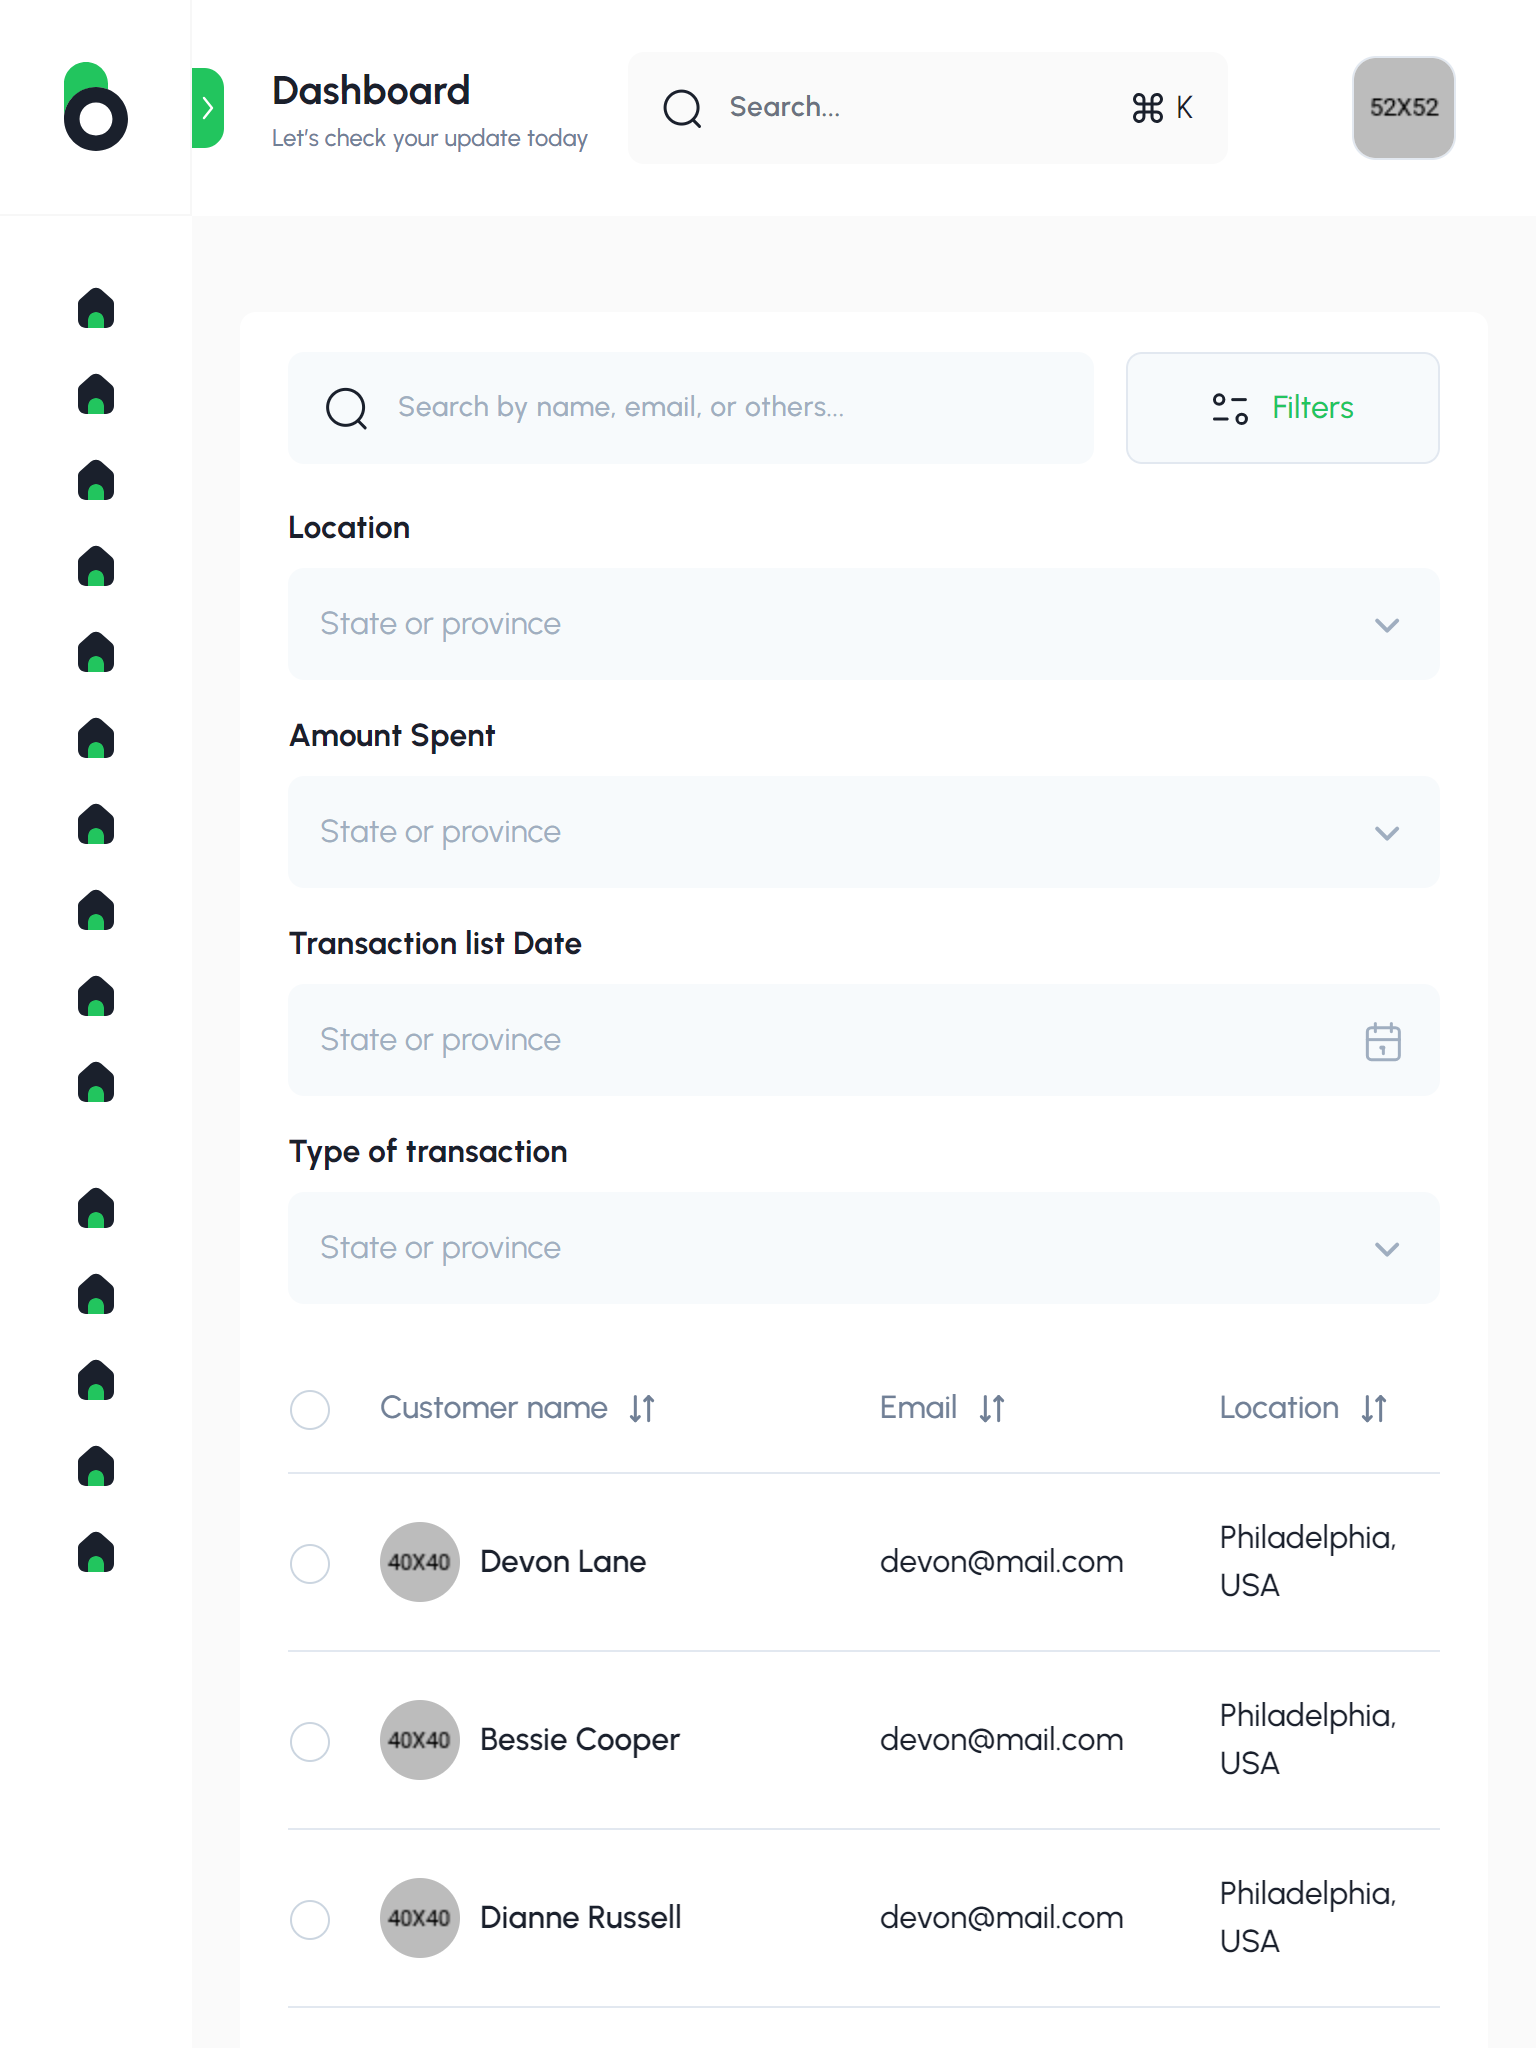 Dashboard
Let's check your update today
Search...
⌘ K
52X52
Search by name, email, or others...
Filters
Location
State or province
Amount Spent
State or province
Transaction list Date
State or province
Type of transaction
State or province
Customer name
Email
Location
40X40
Devon Lane
devon@mail.com
Philadelphia,
USA
40X40
Bessie Cooper
devon@mail.com
Philadelphia,
USA
40X40
Dianne Russell
devon@mail.com
Philadelphia,
USA